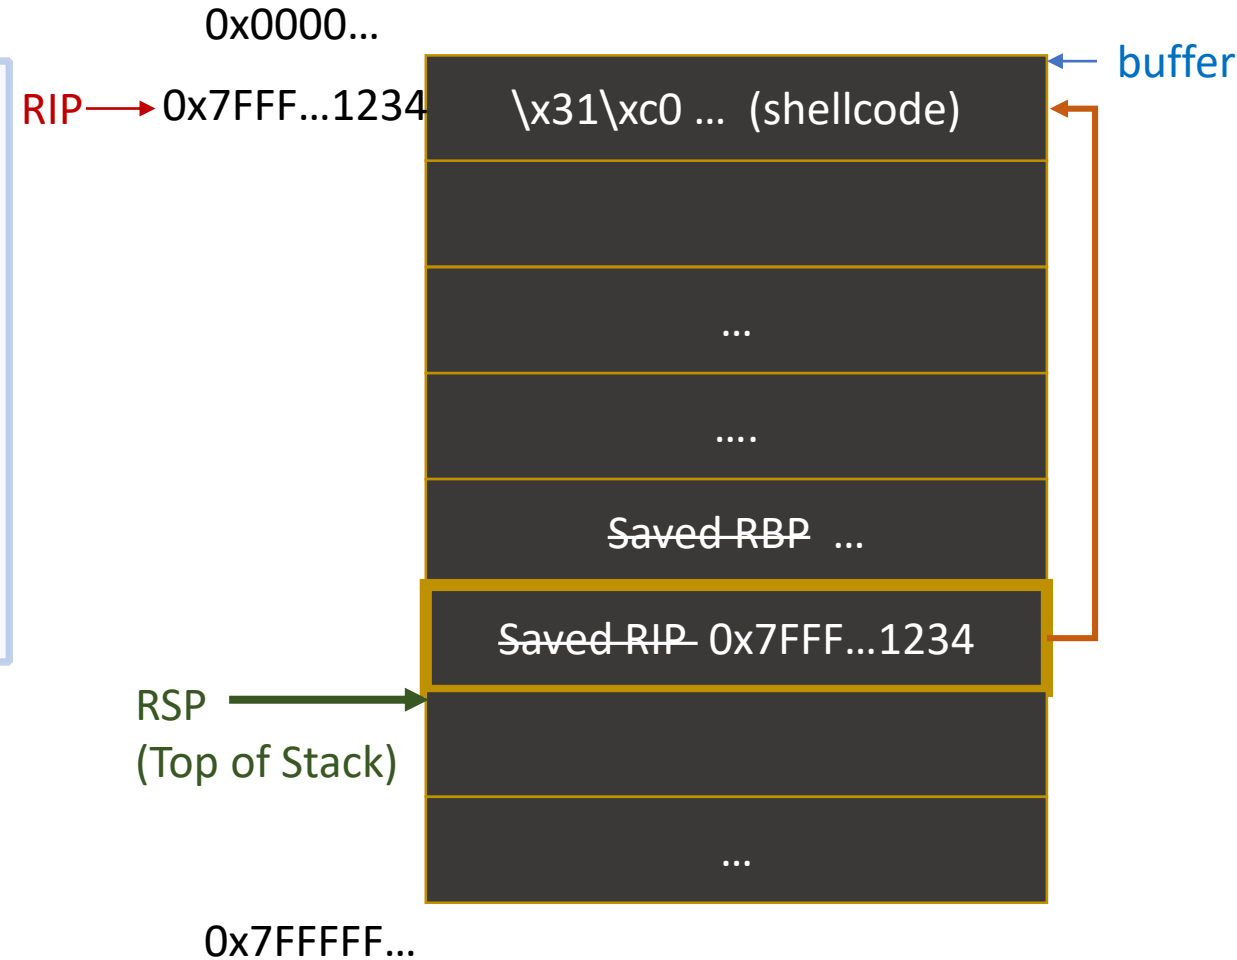 0x0000…
buffer
RIP
0x7FFF…1234
\x31\xc0 … (shellcode)
…
….
Saved RBP …
Saved RIP 0x7FFF…1234
RSP
(Top of Stack)
…
0x7FFFFF…